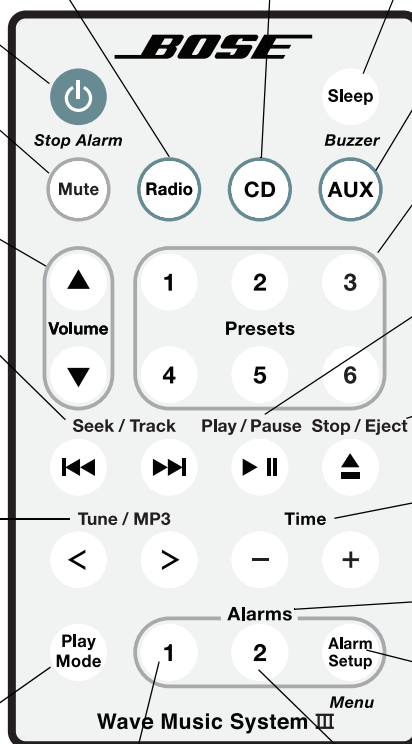 BOSE
Sleep
Stop Alarm Buzzer
Mute Radio CD AUX
1 2 3
Volume Presets
4 5 6
Seek / Track Play / Pause Stop / Eject
Tune / MP3 Time
< > − +
Alarms
Play Mode 1 2 Alarm Setup
Menu
Wave Music System III